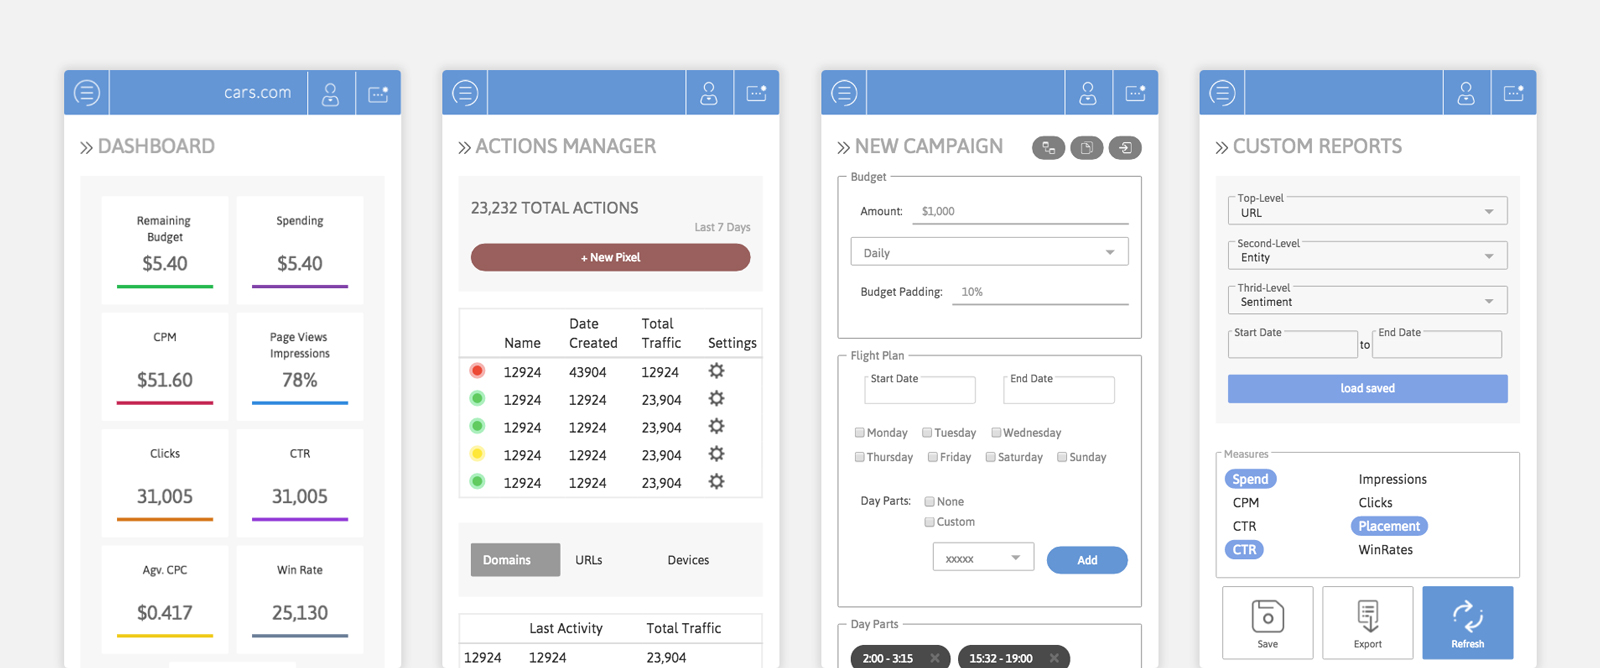 cars.com
DASHBOARD
Remaining
Budget
$5.40
Spending
$5.40
CPM
$51.60
Page Views
Impressions
78%
Clicks
31,005
CTR
31,005
Agv. CPC
$0.417
Win Rate
25,130
ACTIONS MANAGER
23,232 TOTAL ACTIONS
Last 7 Days
+ New Pixel
Name Date Created Total Traffic Settings
12924 43904 12924
12924 12924 23,904
12924 12924 23,904
12924 12924 23,904
12924 12924 23,904
Domains URLs Devices
Last Activity Total Traffic
12924 12924 23,904
NEW CAMPAIGN
Budget
Amount: $1,000
Daily
Budget Padding: 10%
Flight Plan
Start Date End Date
Monday Tuesday Wednesday
Thursday Friday Saturday Sunday
Day Parts: None
Custom
xxxxx Add
Day Parts
2:00 - 3:15 15:32 - 19:00
CUSTOM REPORTS
Top-Level
URL
Second-Level
Entity
Thrid-Level
Sentiment
Start Date to End Date
load saved
Measures
Spend Impressions
CPM Clicks
CTR Placement
CTR WinRates
Save Export Refresh